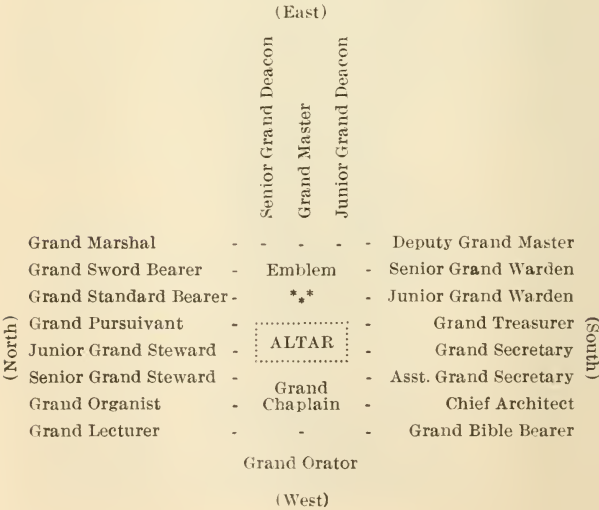 (East)
Senior Grand Deacon
Grand Master
Junior Grand Deacon
Grand Marshal - - - - - Deputy Grand Master
Grand Sword Bearer - Emblem - Senior Grand Warden
Grand Standard Bearer - *** - Junior Grand Warden
(North)
Grand Pursuivant - - Grand Treasurer
(South)
Junior Grand Steward - ALTAR - Grand Secretary
Senior Grand Steward - - Asst. Grand Secretary
Grand
Grand Organist - Chaplain - Chief Architect
Grand Lecturer - - - Grand Bible Bearer
Grand Orator
(West)